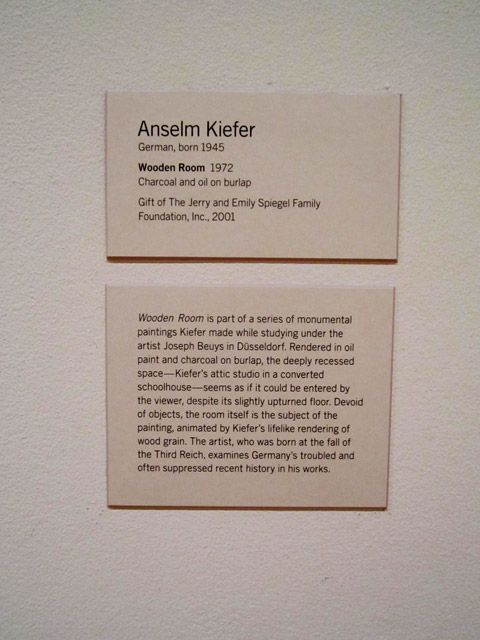 Anselm Kiefer
German, born 1945
Wooden Room 1972
Charcoal and oil on burlap
Gift of The Jerry and Emily Spiegel Family
Foundation, Inc., 2001
Wooden Room is part of a series of monumental
paintings Kiefer made while studying under the
artist Joseph Beuys in Düsseldorf. Rendered in oil
paint and charcoal on burlap, the deeply recessed
space—Kiefer's attic studio in a converted
schoolhouse—seems as if it could be entered by
the viewer, despite its slightly upturned floor. Devoid
of objects, the room itself is the subject of the
painting, animated by Kiefer's lifelike rendering of
wood grain. The artist, who was born at the fall of
the Third Reich, examines Germany's troubled and
often suppressed recent history in his works.